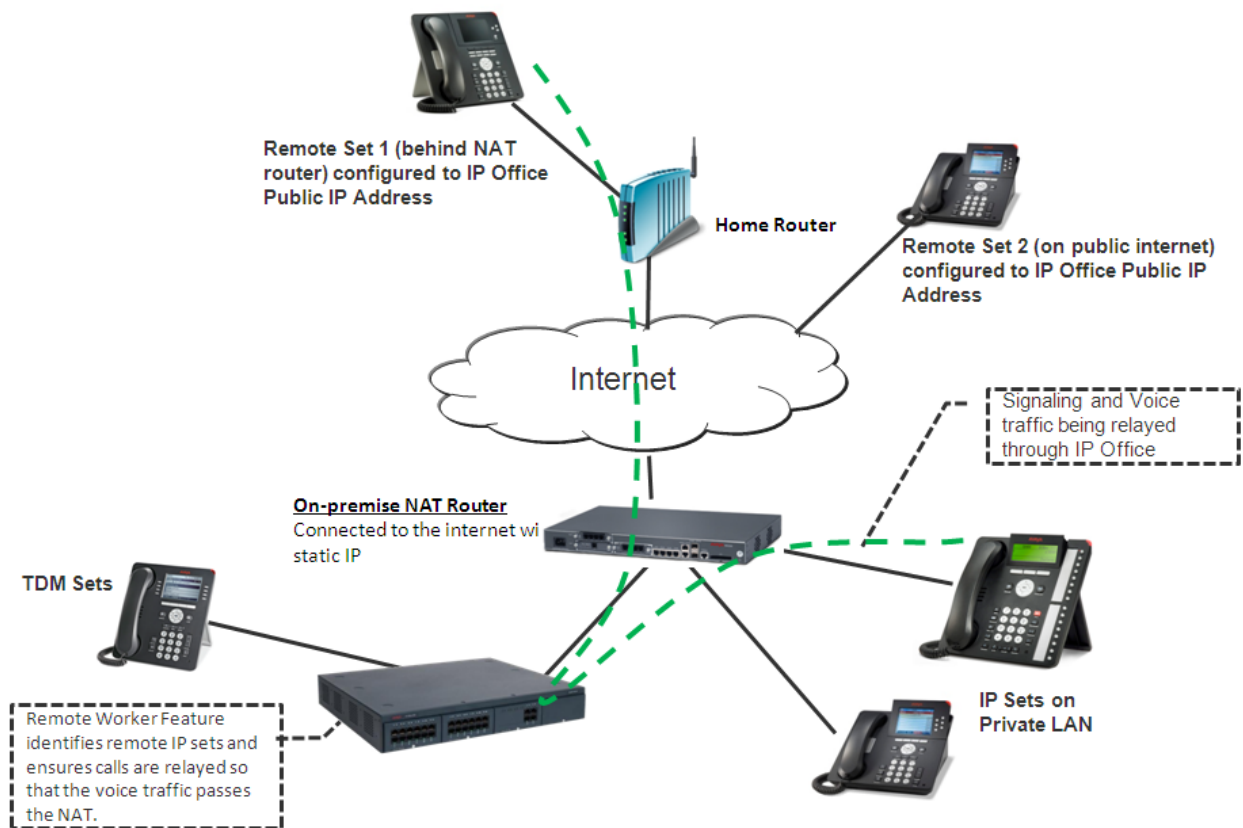 Remote Set 1 (behind NAT
router) configured to IP Office
Public IP Address
Home Router
Remote Set 2 (on public internet)
configured to IP Office Public IP
Address
Internet
Signaling and Voice
traffic being relayed
through IP Office
On-premise NAT Router
Connected to the internet wi
static IP
TDM Sets
IP Sets on
Private LAN
Remote Worker Feature
identifies remote IP sets and
ensures calls are relayed so
that the voice traffic passes
the NAT.